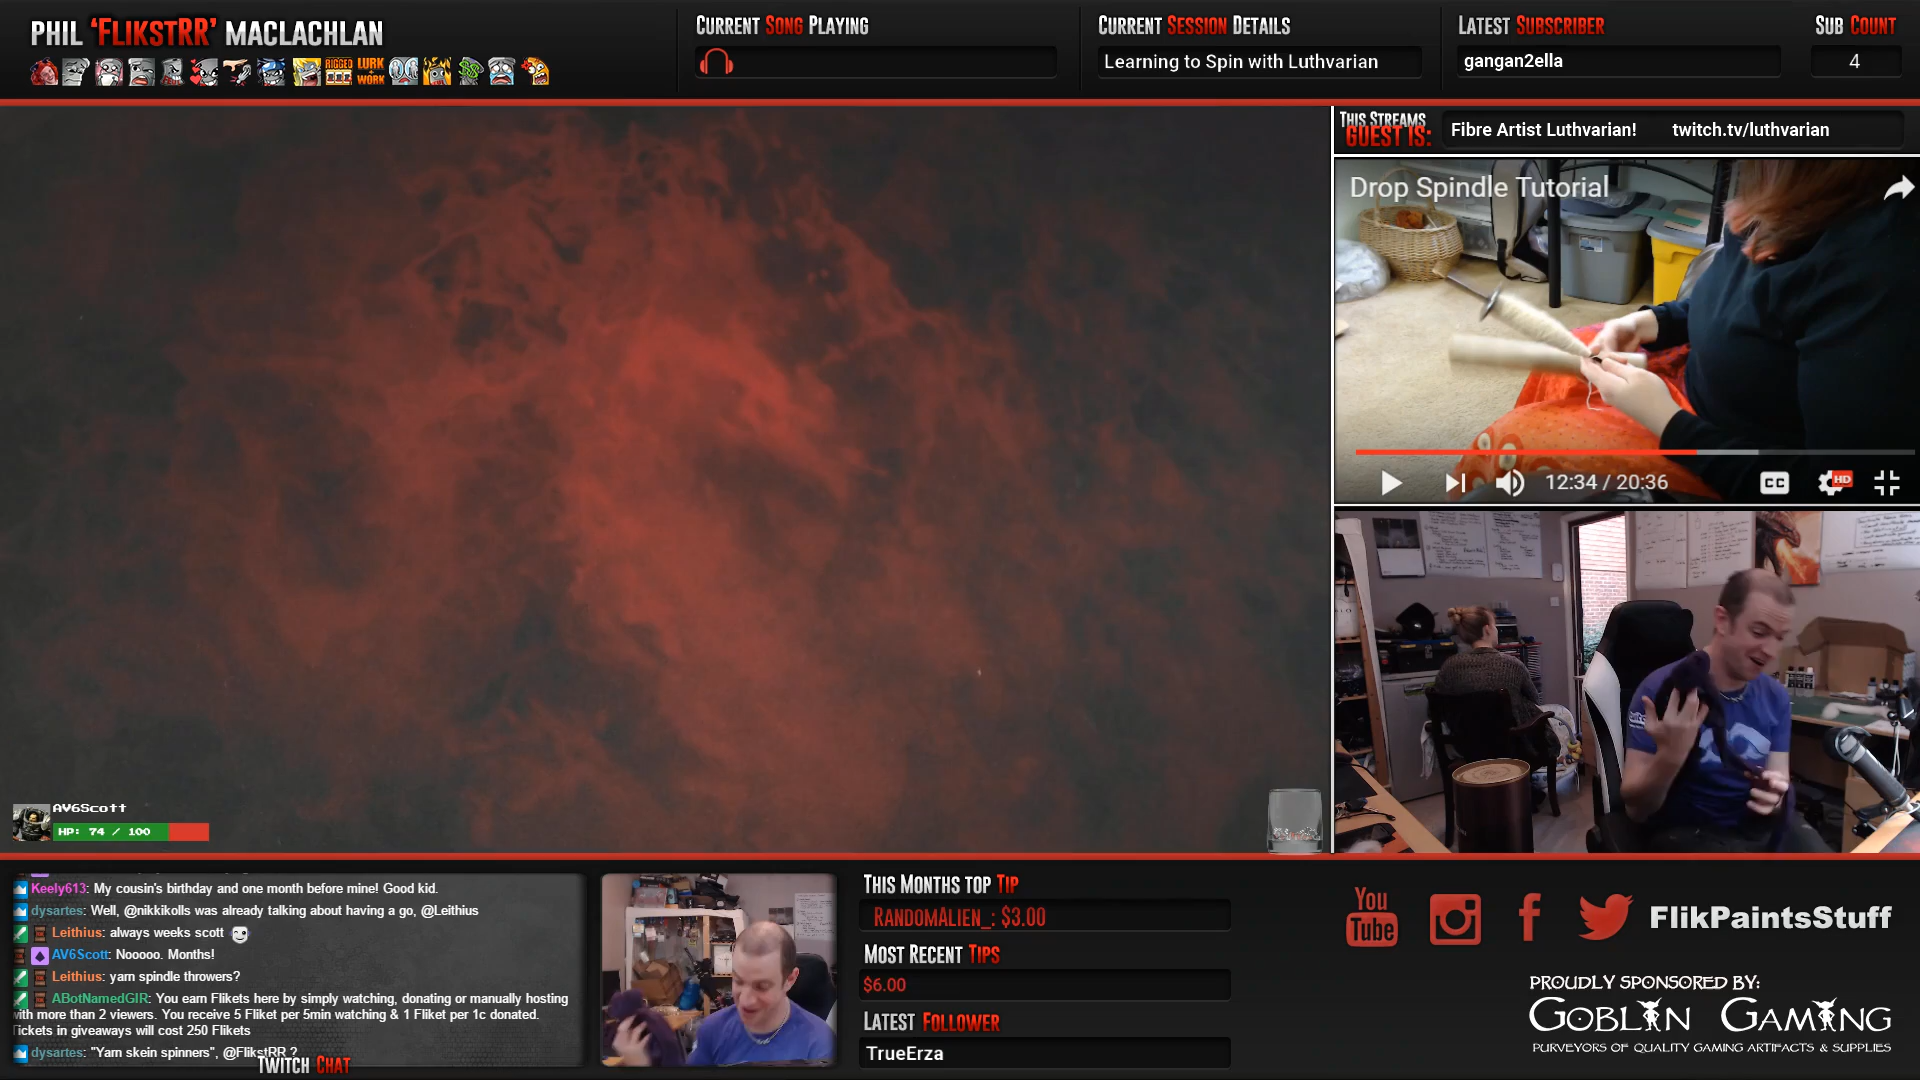 PHIL 'FLIKSTRR' MACLACHLAN
RIGGED
LURK
WORK
CURRENT SONG PLAYING
CURRENT SESSION DETAILS
Learning to Spin with Luthvarian
LATEST SUBSCRIBER
gangan2ella
SUB COUNT
4
THIS STREAMS
GUEST IS:
Fibre Artist Luthvarian! twitch.tv/luthvarian
Drop Spindle Tutorial
12:34 / 20:36
CC
HD
AV6Scott
HP: 74 / 100
Keely613: My cousin's birthday and one month before mine! Good kid.
dysartes: Well, @nikkikolls was already talking about having a go, @Leithius
Leithius: always weeks scott
AV6Scott: Nooooo. Months!
Leithius: yarn spindle throwers?
ABotNamedGIR: You earn Flikets here by simply watching, donating or manually hosting
with more than 2 viewers. You receive 5 Fliket per 5min watching & 1 Fliket per 1c donated.
Tickets in giveaways will cost 250 Flikets
dysartes: "Yarn skein spinners", @FlikstRR ?
TWITCH CHAT
THIS MONTHS TOP TIP
RANDOMALIEN_: $3.00
MOST RECENT TIPS
$6.00
LATEST FOLLOWER
TrueErza
You
Tube
FlikPaintsStuff
PROUDLY SPONSORED BY:
GOBLIN GAMING
PURVEYORS OF QUALITY GAMING ARTIFACTS & SUPPLIES